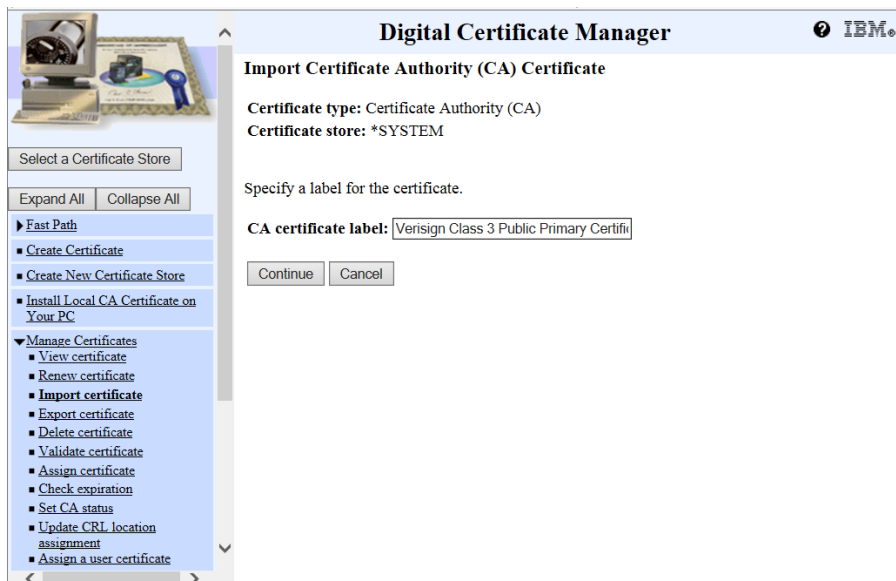 Digital Certificate Manager
? IBM®
Import Certificate Authority (CA) Certificate
Certificate type: Certificate Authority (CA)
Certificate store: *SYSTEM
Specify a label for the certificate.
CA certificate label: Verisign Class 3 Public Primary Certifi
Continue Cancel
Select a Certificate Store
Expand All Collapse All
Fast Path
Create Certificate
Create New Certificate Store
Install Local CA Certificate on
Your PC
Manage Certificates
View certificate
Renew certificate
Import certificate
Export certificate
Delete certificate
Validate certificate
Assign certificate
Check expiration
Set CA status
Update CRL location
assignment
Assign a user certificate